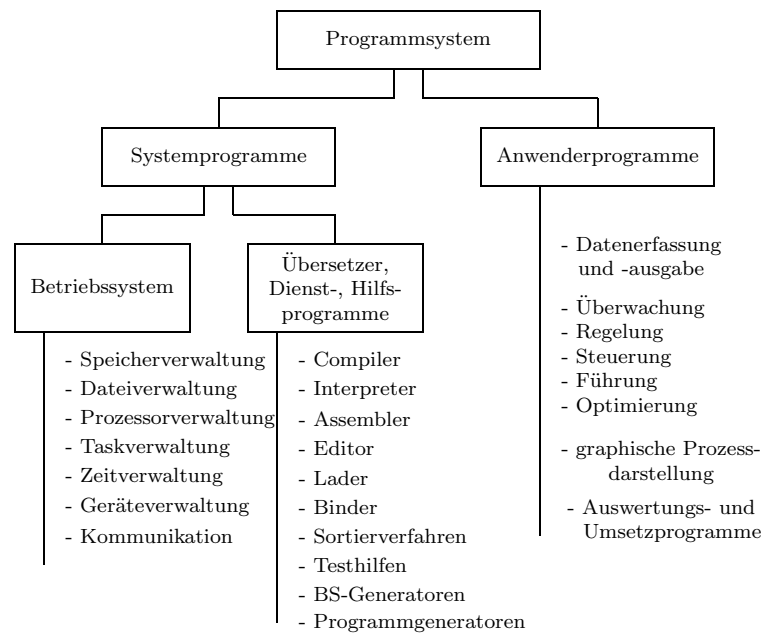 Programmsystem
Systemprogramme
Anwenderprogramme
Betriebssystem
Übersetzer,
Dienst-, Hilfs-
programme
- Speicherverwaltung
- Dateiverwaltung
- Prozessorverwaltung
- Taskverwaltung
- Zeitverwaltung
- Geräteverwaltung
- Kommunikation
- Compiler
- Interpreter
- Assembler
- Editor
- Lader
- Binder
- Sortierverfahren
- Testhilfen
- BS-Generatoren
- Programmgeneratoren
- Datenerfassung
und -ausgabe
- Überwachung
- Regelung
- Steuerung
- Führung
- Optimierung
- graphische Prozess-
darstellung
- Auswertungs- und
Umsetzprogramme